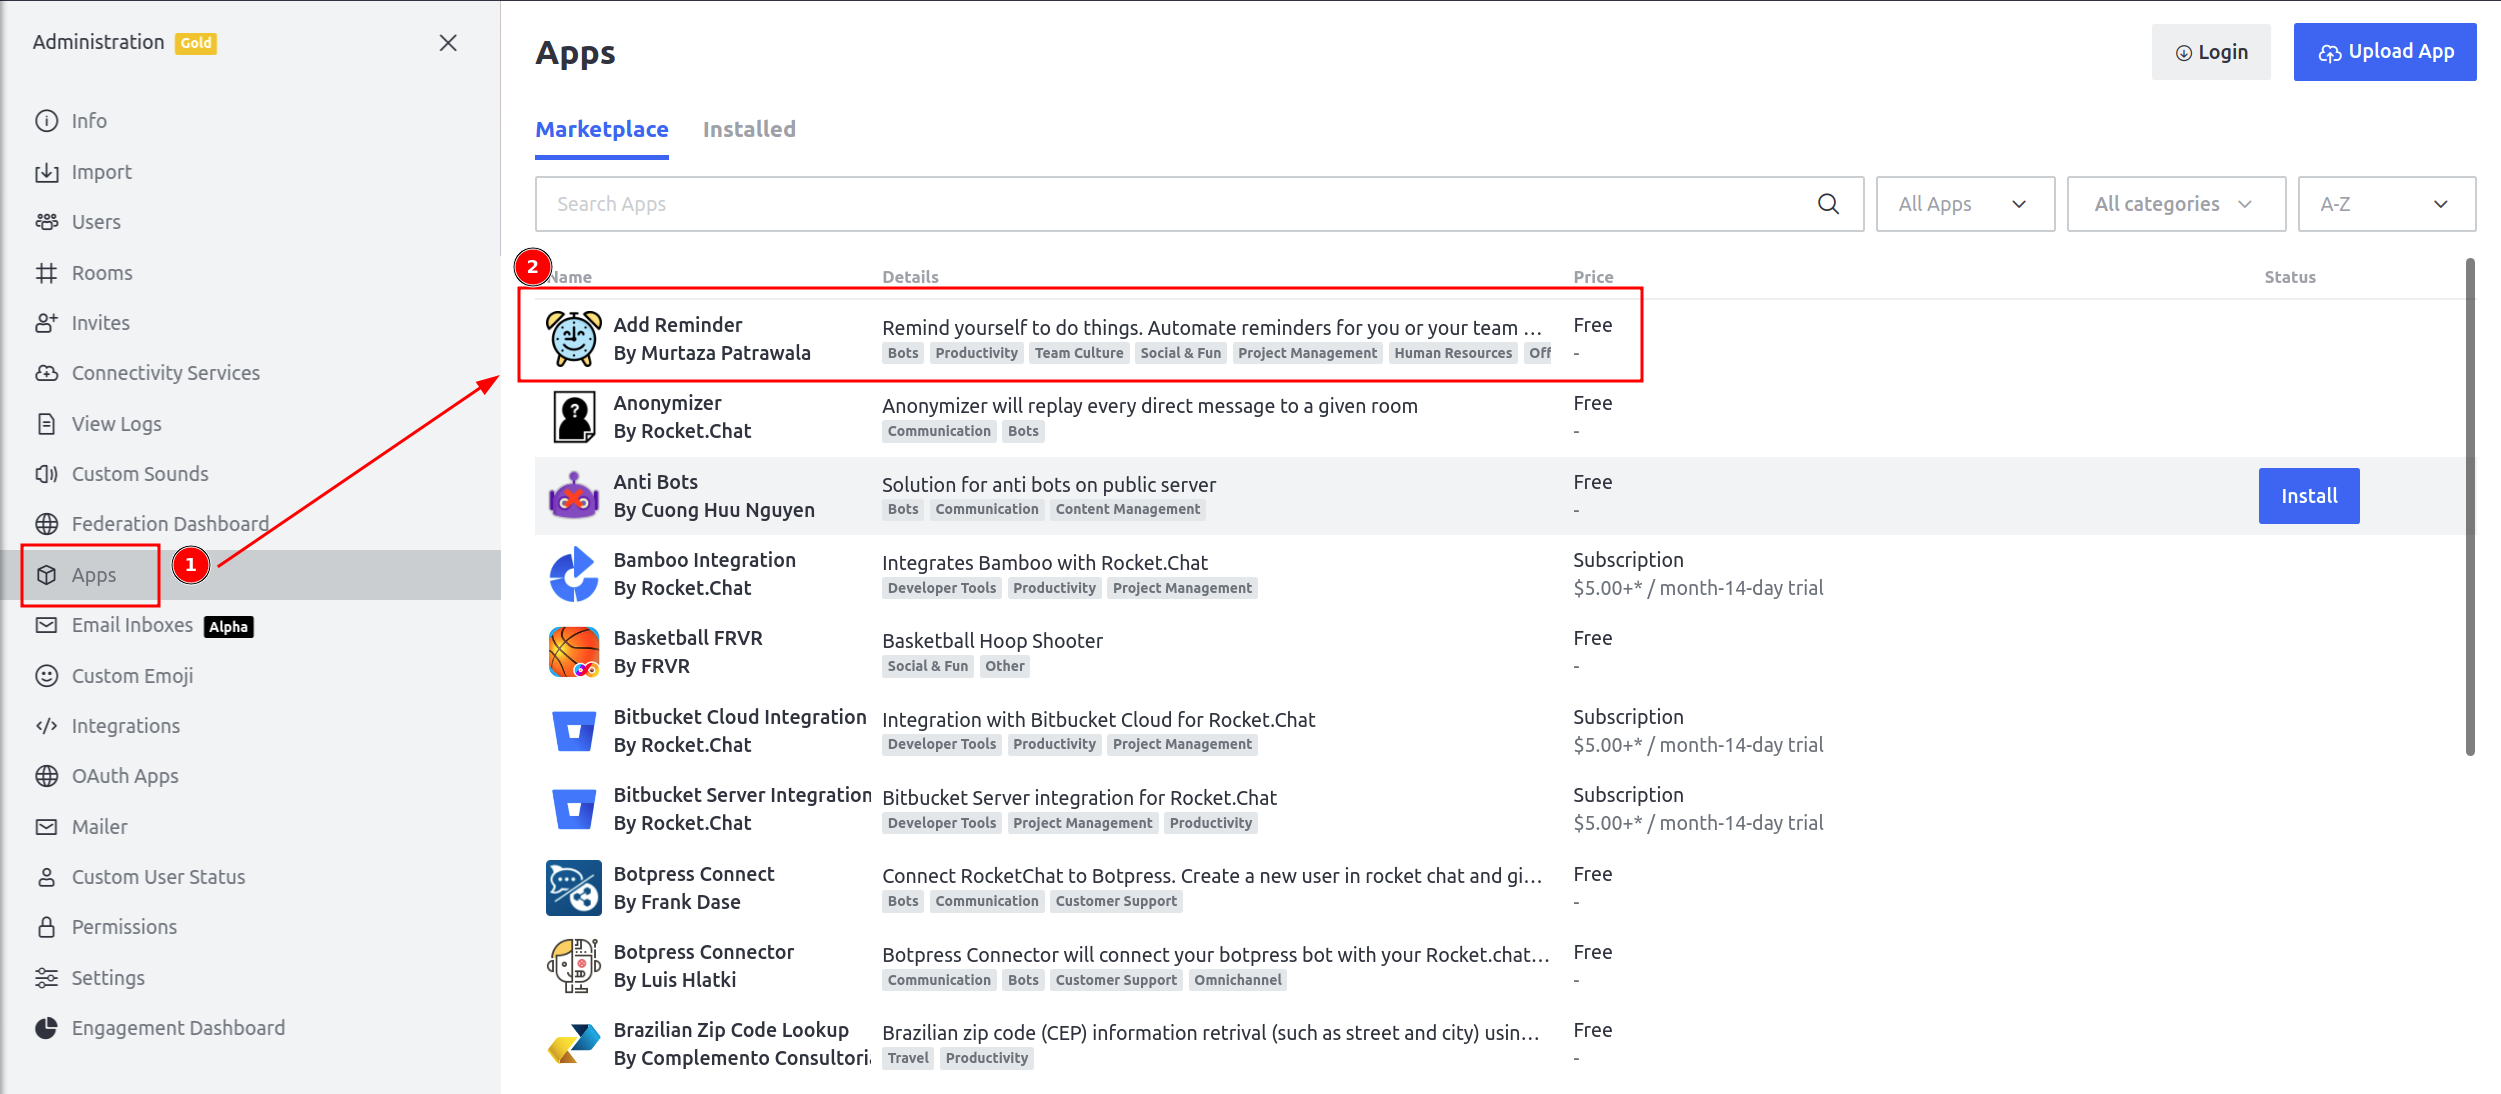 Administration Gold
Info
Import
Users
Rooms
Invites
Connectivity Services
View Logs
Custom Sounds
Federation Dashboard
Apps 1
Email Inboxes Alpha
Custom Emoji
Integrations
OAuth Apps
Mailer
Custom User Status
Permissions
Settings
Engagement Dashboard
Apps
Login
Upload App
Marketplace Installed
Search Apps
All Apps
All categories
A-Z
2
Name Details Price Status
Add Reminder
By Murtaza Patrawala
Remind yourself to do things. Automate reminders for you or your team ...
Bots Productivity Team Culture Social & Fun Project Management Human Resources Off
Free
-
Anonymizer
By Rocket.Chat
Anonymizer will replay every direct message to a given room
Communication Bots
Free
-
Anti Bots
By Cuong Huu Nguyen
Solution for anti bots on public server
Bots Communication Content Management
Free
-
Install
Bamboo Integration
By Rocket.Chat
Integrates Bamboo with Rocket.Chat
Developer Tools Productivity Project Management
Subscription
$5.00+* / month-14-day trial
Basketball FRVR
By FRVR
Basketball Hoop Shooter
Social & Fun Other
Free
-
Bitbucket Cloud Integration
By Rocket.Chat
Integration with Bitbucket Cloud for Rocket.Chat
Developer Tools Productivity Project Management
Subscription
$5.00+* / month-14-day trial
Bitbucket Server Integration
By Rocket.Chat
Bitbucket Server integration for Rocket.Chat
Developer Tools Project Management Productivity
Subscription
$5.00+* / month-14-day trial
Botpress Connect
By Frank Dase
Connect RocketChat to Botpress. Create a new user in rocket chat and gi...
Bots Communication Customer Support
Free
-
Botpress Connector
By Luis Hlatki
Botpress Connector will connect your botpress bot with your Rocket.chat...
Communication Bots Customer Support Omnichannel
Free
-
Brazilian Zip Code Lookup
By Complemento Consultoria
Brazilian zip code (CEP) information retrival (such as street and city) usin...
Travel Productivity
Free
-